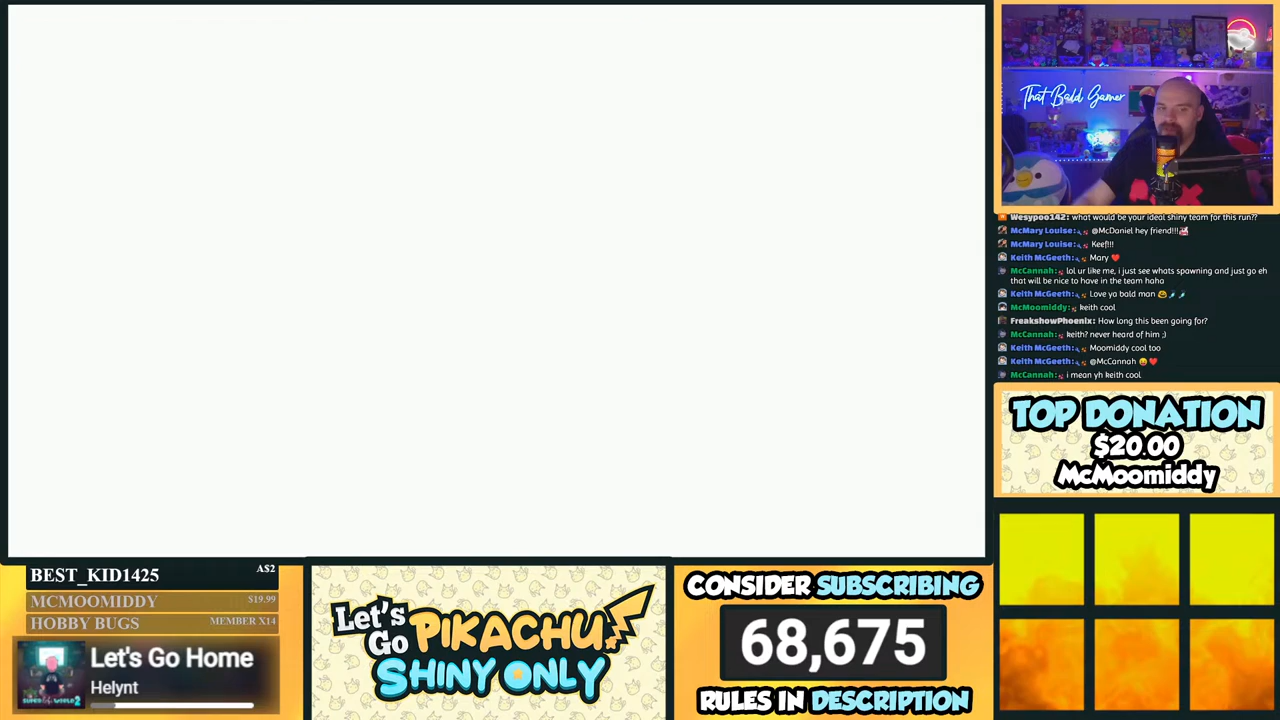 That Bald Gamer
Wesypoo142: what would be your ideal shiny team for this run??
McMary Louise: @McDaniel hey friend!!!
McMary Louise: Keef!!!
Keith McGeeth: Mary
McCannah: lol ur like me, i just see whats spawning and just go eh
that will be nice to have in the team haha
Keith McGeeth: Love ya bald man
McMoomiddy: keith cool
FreakshowPhoenix: How long this been going for?
McCannah: keith? never heard of him ;)
Keith McGeeth: Moomiddy cool too
Keith McGeeth: @McCannah
McCannah: i mean yh keith cool
TOP DONATION
$20.00
McMoomiddy
BEST_KID1425 A$2
MCMOOMIDDY $19.99
HOBBY BUGS MEMBER X14
Let's Go Home
Helynt
Let's
Go PIKACHU
SHINY ONLY
CONSIDER SUBSCRIBING
68,675
RULES IN DESCRIPTION